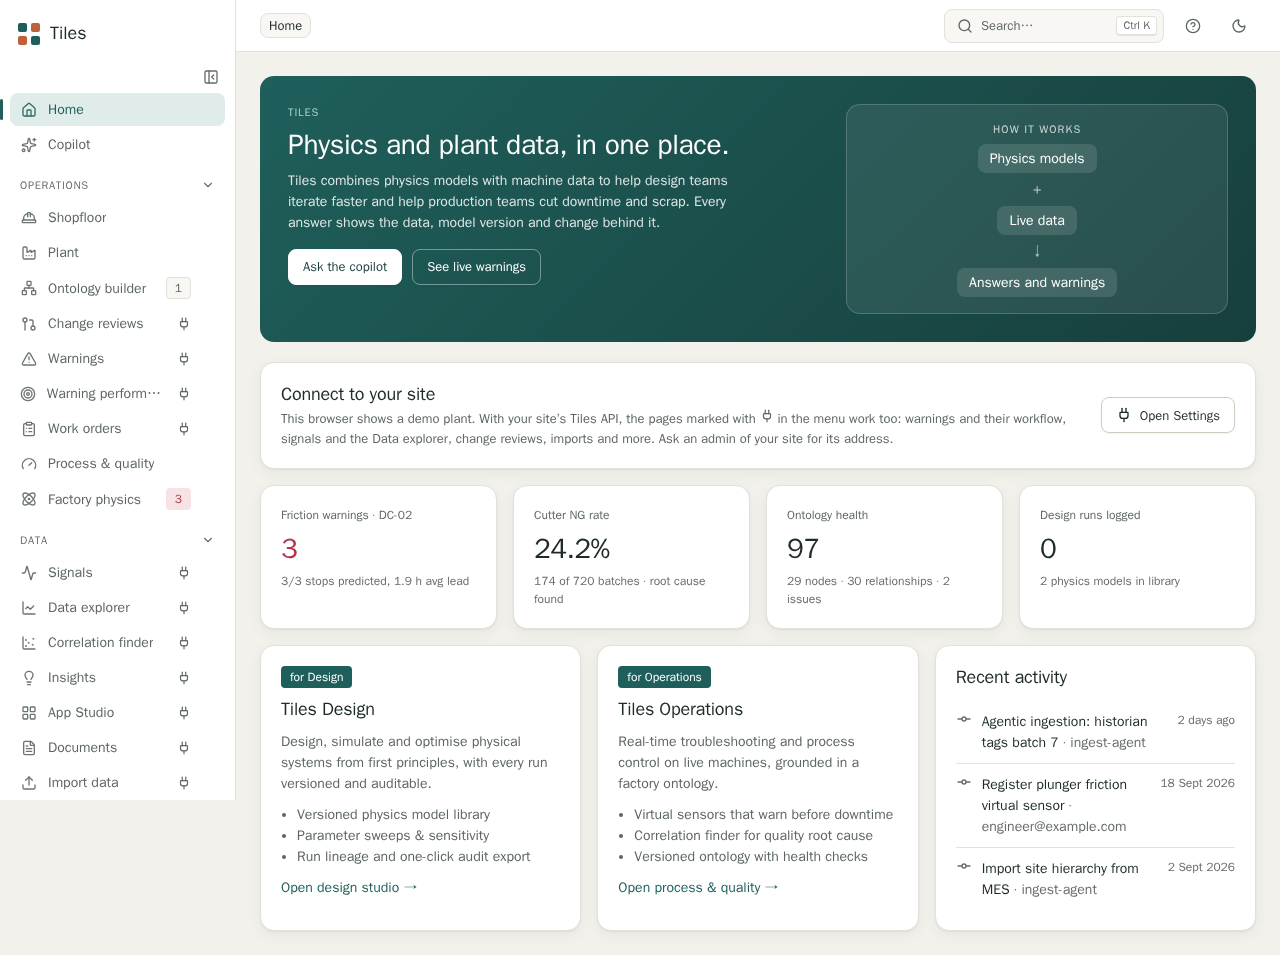 Tiles
Home
Copilot
OPERATIONS
Shopfloor
Plant
Ontology builder 1
Change reviews
Warnings
Warning perform···
Work orders
Process & quality
Factory physics 3
DATA
Signals
Data explorer
Correlation finder
Insights
App Studio
Documents
Import data
Home
Search···
Ctrl K
TILES
Physics and plant data, in one place.
Tiles combines physics models with machine data to help design teams
iterate faster and help production teams cut downtime and scrap. Every
answer shows the data, model version and change behind it.
Ask the copilot
See live warnings
HOW IT WORKS
Physics models
+
Live data
↓
Answers and warnings
Connect to your site
This browser shows a demo plant. With your site's Tiles API, the pages marked with in the menu work too: warnings and their workflow,
signals and the Data explorer, change reviews, imports and more. Ask an admin of your site for its address.
Open Settings
Friction warnings · DC-02
3
3/3 stops predicted, 1.9 h avg lead
Cutter NG rate
24.2%
174 of 720 batches · root cause
found
Ontology health
97
29 nodes · 30 relationships · 2
issues
Design runs logged
0
2 physics models in library
for Design
Tiles Design
Design, simulate and optimise physical
systems from first principles, with every run
versioned and auditable.
• Versioned physics model library
• Parameter sweeps & sensitivity
• Run lineage and one-click audit export
Open design studio →
for Operations
Tiles Operations
Real-time troubleshooting and process
control on live machines, grounded in a
factory ontology.
• Virtual sensors that warn before downtime
• Correlation finder for quality root cause
• Versioned ontology with health checks
Open process & quality →
Recent activity
Agentic ingestion: historian 2 days ago
tags batch 7 · ingest-agent
Register plunger friction 18 Sept 2026
virtual sensor ·
engineer@example.com
Import site hierarchy from 2 Sept 2026
MES · ingest-agent